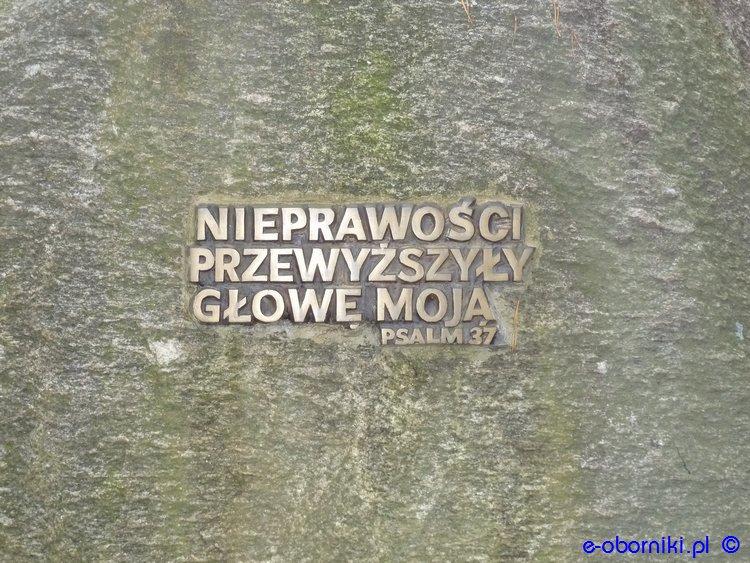 NIEPRAWOŚCI
PRZEWYŻSZYŁY
GŁOWĘ MOJĄ
PSALM 37
e-oborniki.pl ©